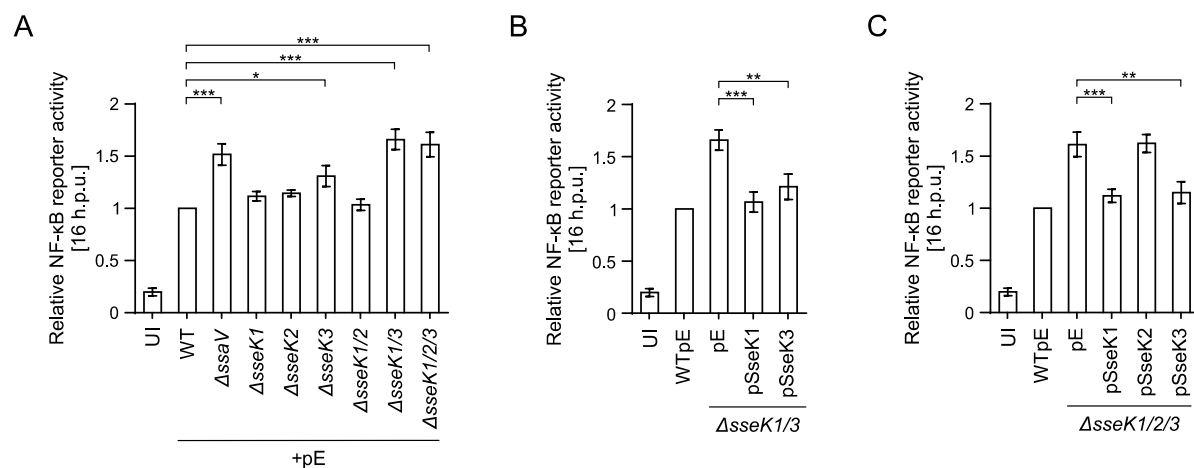 A
Relative NF-κB reporter activity
[16 h.p.u.]
2
1.5
1
0.5
0
***
***
*
***
UI
WT
ΔssaV
ΔsseK1
ΔsseK2
ΔsseK3
ΔsseK1/2
ΔsseK1/3
ΔsseK1/2/3
+pE
B
Relative NF-κB reporter activity
[16 h.p.u.]
2
1.5
1
0.5
0
**
***
UI
WTpE
pE
pSseK1
pSseK3
ΔsseK1/3
C
Relative NF-κB reporter activity
[16 h.p.u.]
2
1.5
1
0.5
0
**
***
UI
WTpE
pE
pSseK1
pSseK2
pSseK3
ΔsseK1/2/3